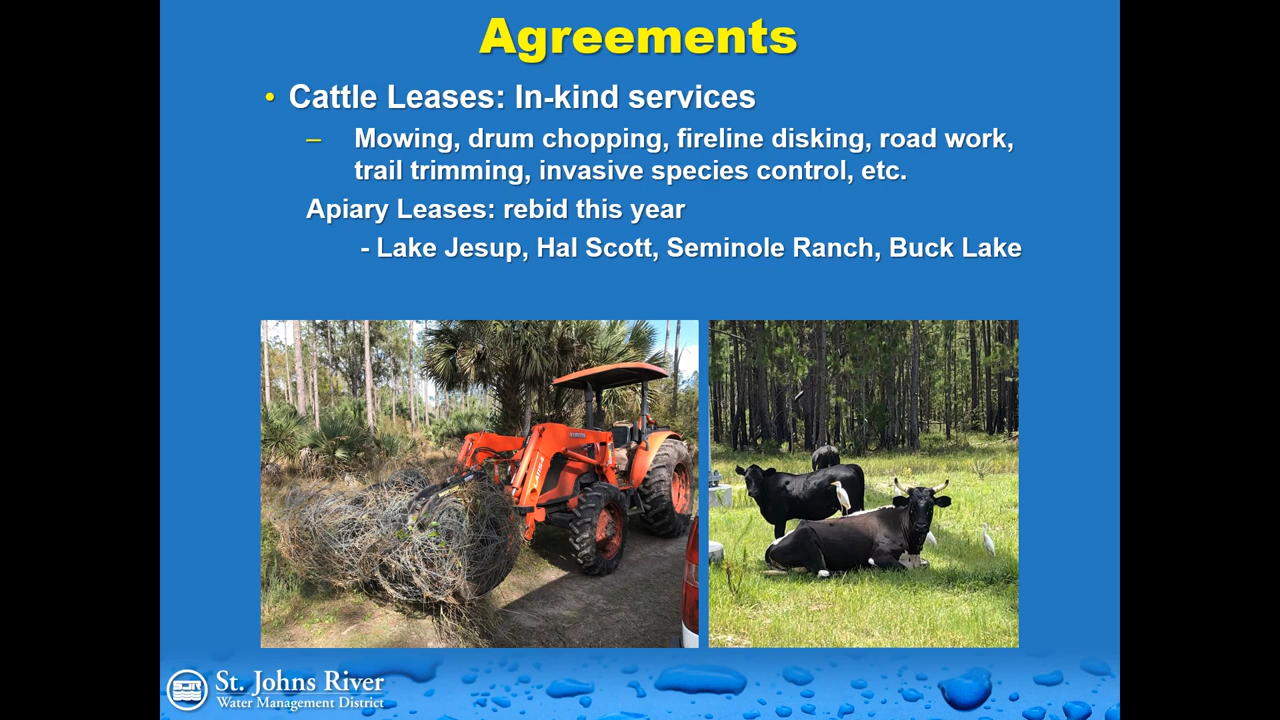 Agreements
• Cattle Leases: In-kind services
– Mowing, drum chopping, fireline disking, road work,
trail trimming, invasive species control, etc.
Apiary Leases: rebid this year
- Lake Jesup, Hal Scott, Seminole Ranch, Buck Lake
KUBOTA
St. Johns River
Water Management District